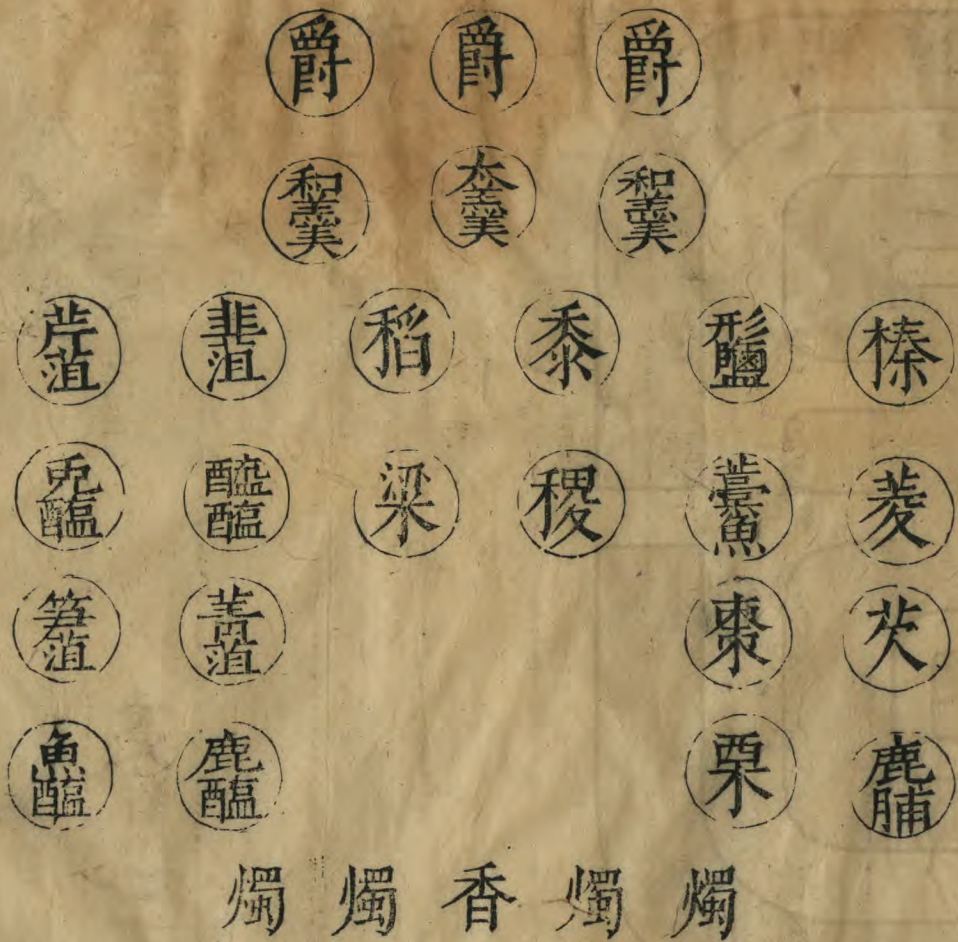 爵 爵 爵
和羹 太羹 和羹
芹菹 韭菹 稻 黍 形鹽 榛
兎醢 醓醢 粱 稷 薧魚 菱
笋菹 菁菹 棗 芡
魚醢 鹿醢 栗 鹿脯
燭 燭 香 燭 燭